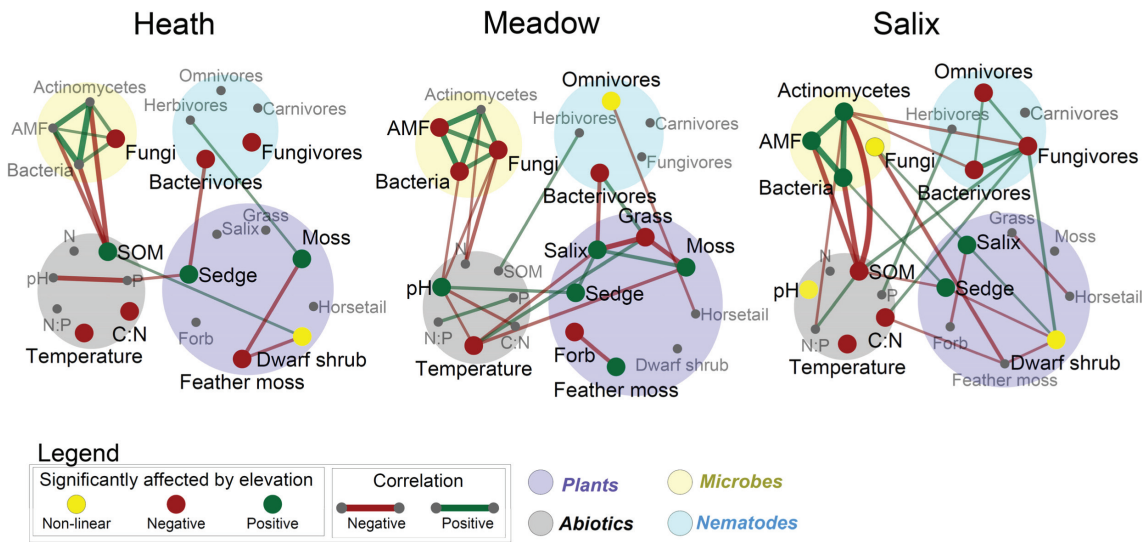 Heath
Meadow
Salix
Omnivores
Actinomycetes
Herbivores
Carnivores
AMF
Fungi
Fungivores
Bacteria
Bacterivores
Grass
Salix
Moss
N
SOM
pH
P
Sedge
Horsetail
N:P
C:N
Forb
Temperature
Dwarf shrub
Feather moss
Omnivores
Actinomycetes
Herbivores
Carnivores
AMF
Fungi
Fungivores
Bacteria
Bacterivores
Grass
Salix
Moss
N
SOM
pH
P
Sedge
Horsetail
N:P
C:N
Temperature
Forb
Dwarf shrub
Feather moss
Omnivores
Actinomycetes
Herbivores
Carnivores
AMF
Fungi
Fungivores
Bacteria
Bacterivores
Grass
Salix
Moss
N
SOM
pH
P
Sedge
Horsetail
N:P
C:N
Forb
Temperature
Dwarf shrub
Feather moss
Legend
Significantly affected by elevation
Non-linear
Negative
Positive
Correlation
Negative
Positive
Plants
Microbes
Abiotics
Nematodes